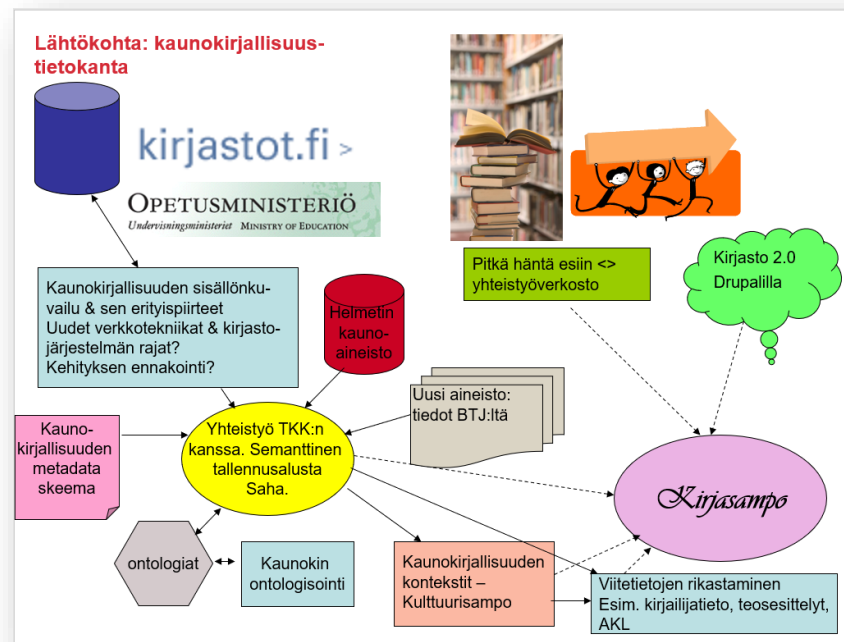 Lähtökohta: kaunokirjallisuus-
tietokanta
kirjastot.fi >
OPETUSMINISTERIÖ
Undervisningsministeriet MINISTRY OF EDUCATION
Kaunokirjallisuuden sisällönku-
vailu & sen erityispiirteet
Uudet verkkotekniikat & kirjasto-
järjestelmän rajat?
Kehityksen ennakointi?
Helmetin
kauno-
aineisto
Pitkä häntä esiin <>
yhteistyöverkosto
Kirjasto 2.0
Drupalilla
Uusi aineisto:
tiedot BTJ:ltä
Kauno-
kirjallisuuden
metadata
skeema
Yhteistyö TKK:n
kanssa. Semanttinen
tallennusalusta
Saha.
Kirjasampo
ontologiat
Kaunokin
ontologisointi
Kaunokirjallisuuden
kontekstit –
Kulttuurisampo
Viitetietojen rikastaminen
Esim. kirjailijatieto, teosesittelyt,
AKL